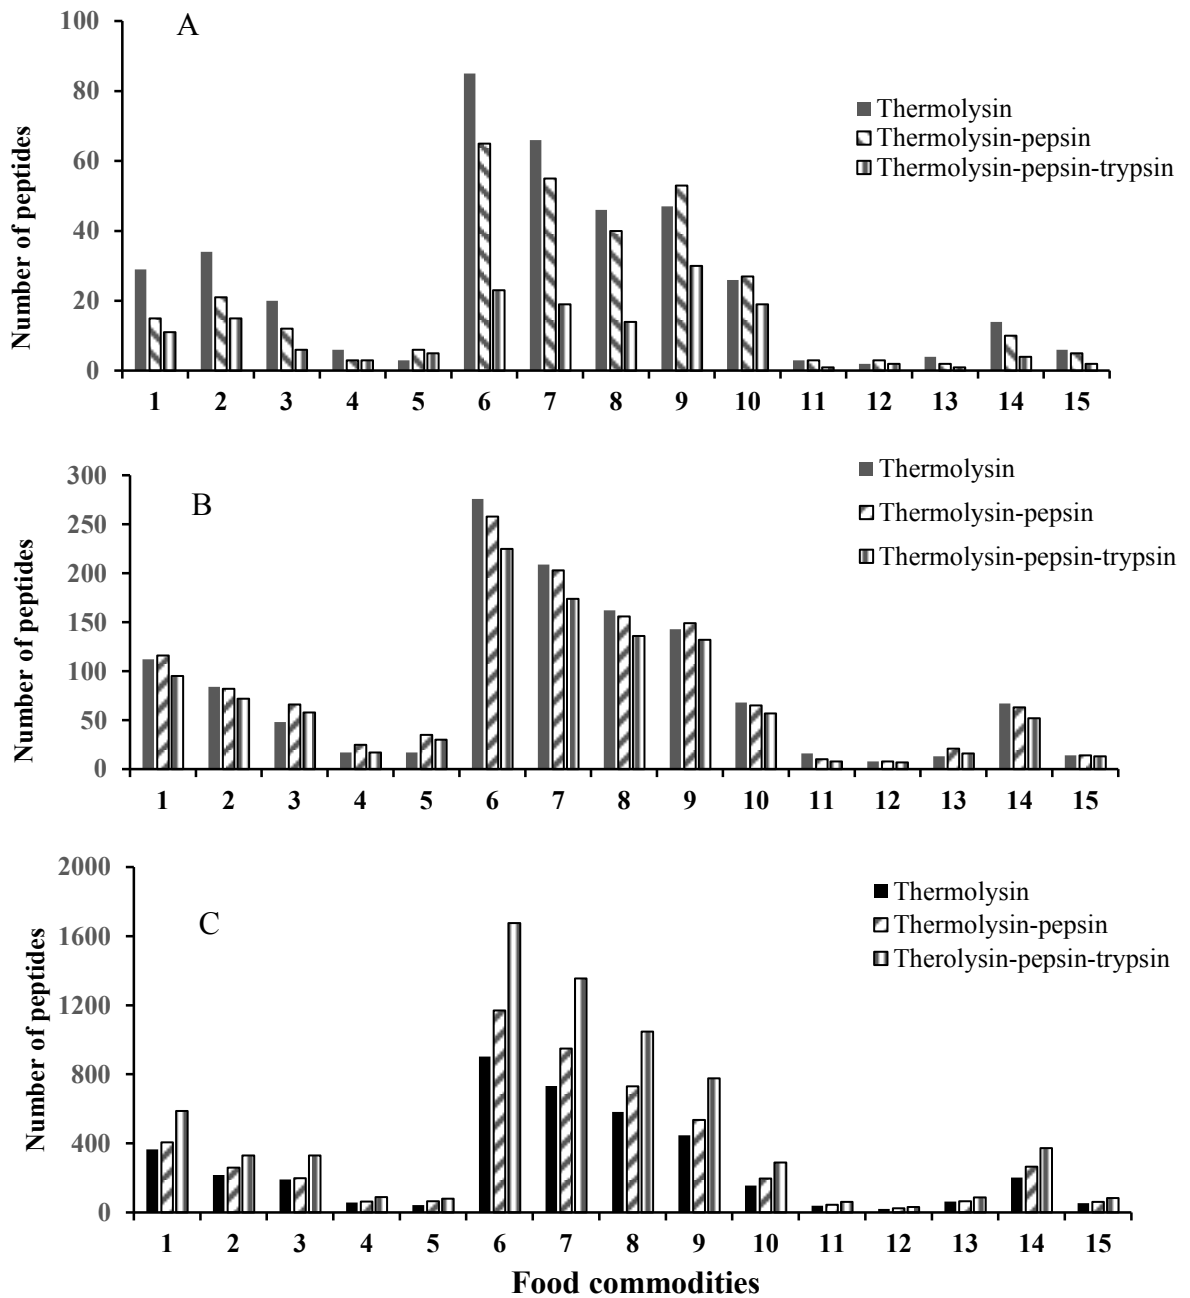 A
Number of peptides
100
80
60
40
20
0
Thermolysin
Thermolysin-pepsin
Thermolysin-pepsin-trypsin
1 2 3 4 5 6 7 8 9 10 11 12 13 14 15
B
Number of peptides
300
250
200
150
100
50
0
Thermolysin
Thermolysin-pepsin
Thermolysin-pepsin-trypsin
1 2 3 4 5 6 7 8 9 10 11 12 13 14 15
C
Number of peptides
2000
1600
1200
800
400
0
Thermolysin
Thermolysin-pepsin
Therolysin-pepsin-trypsin
1 2 3 4 5 6 7 8 9 10 11 12 13 14 15
Food commodities